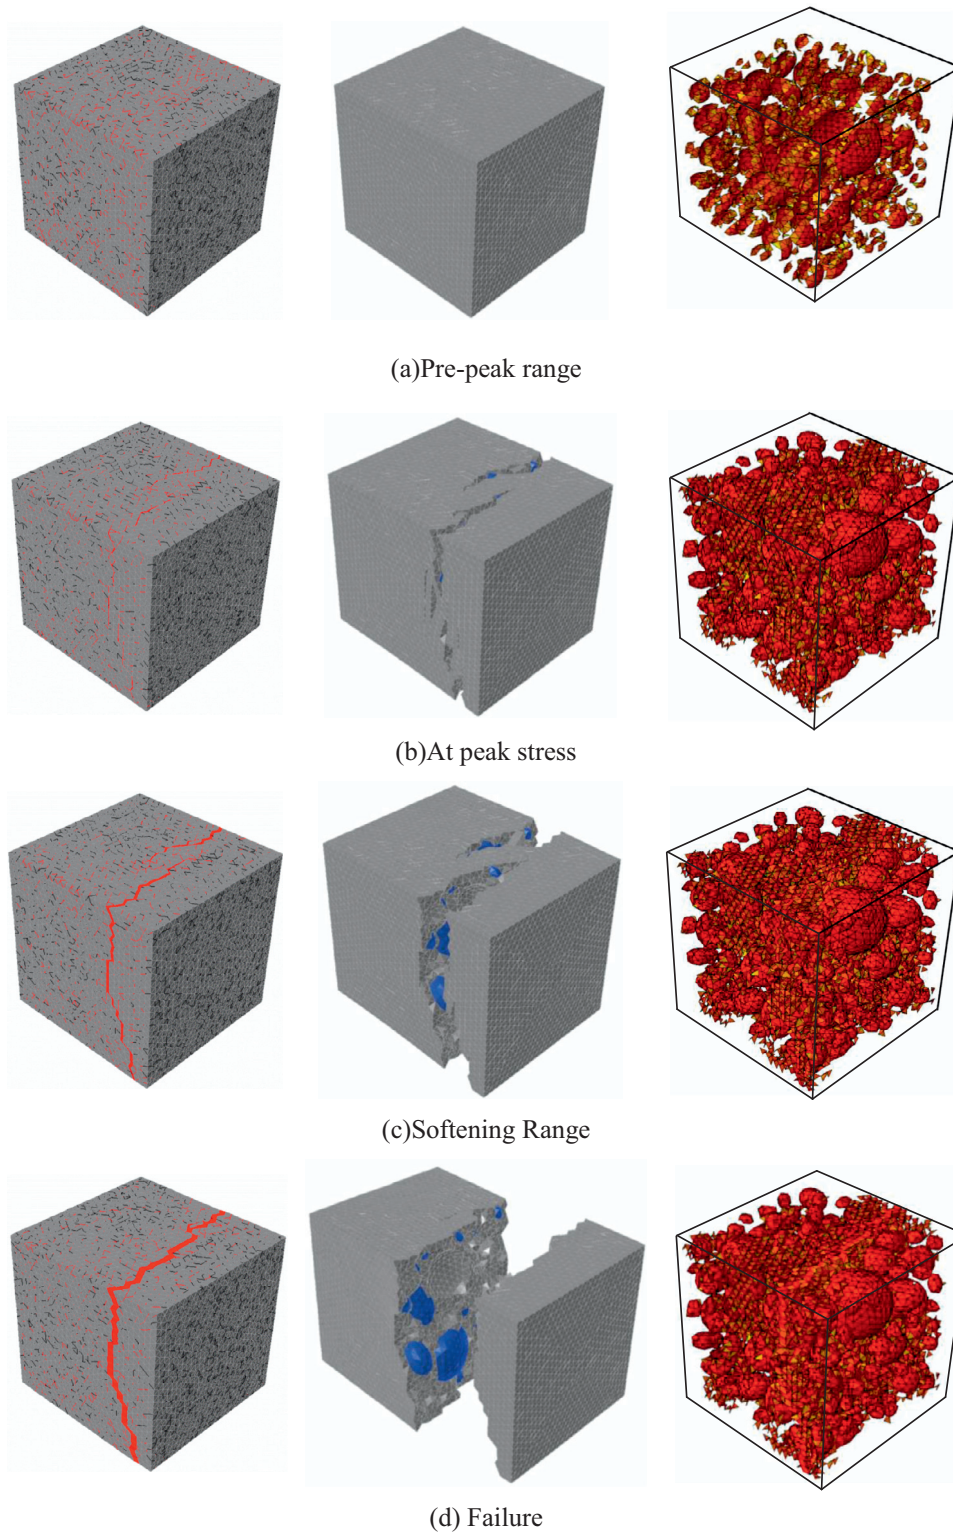 (a)Pre-peak range
(b)At peak stress
(c)Softening Range
(d) Failure